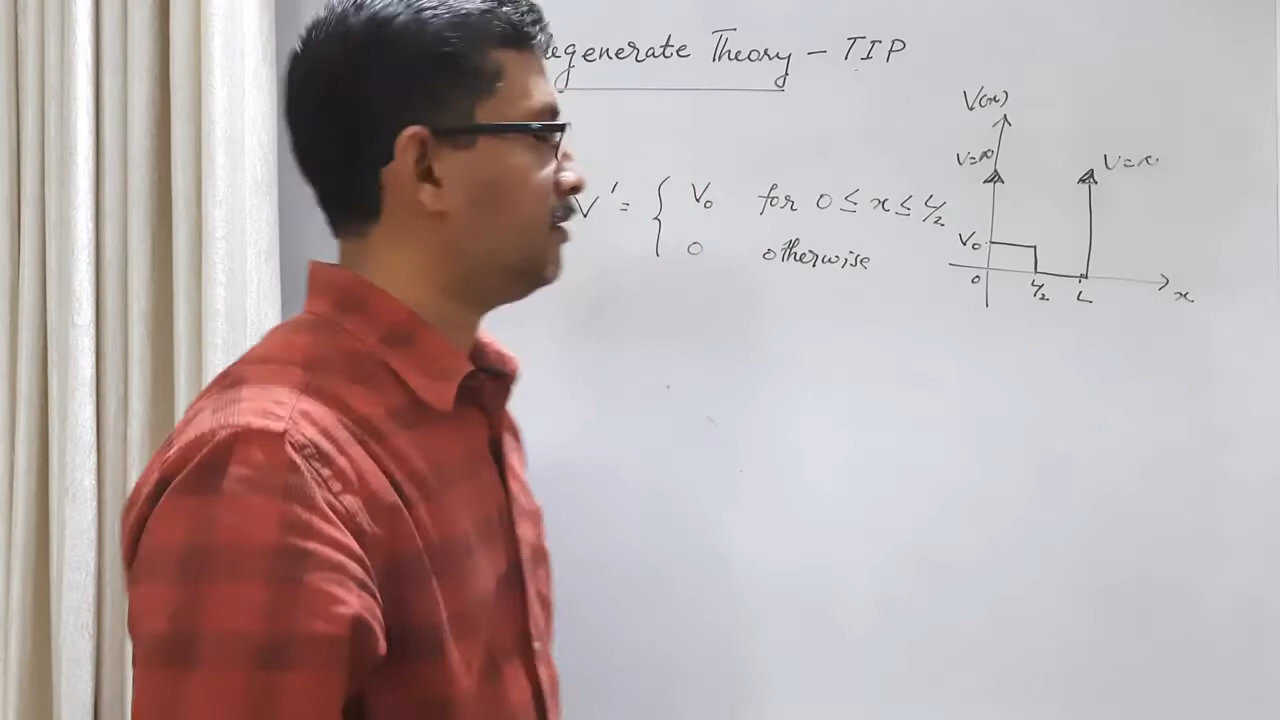 egenerate Theory - TIP
V' = { V₀ for 0 ≤ x ≤ L/2
0 otherwise
V(x)
V=∞
V=∞
V₀
0
L/2
L
x